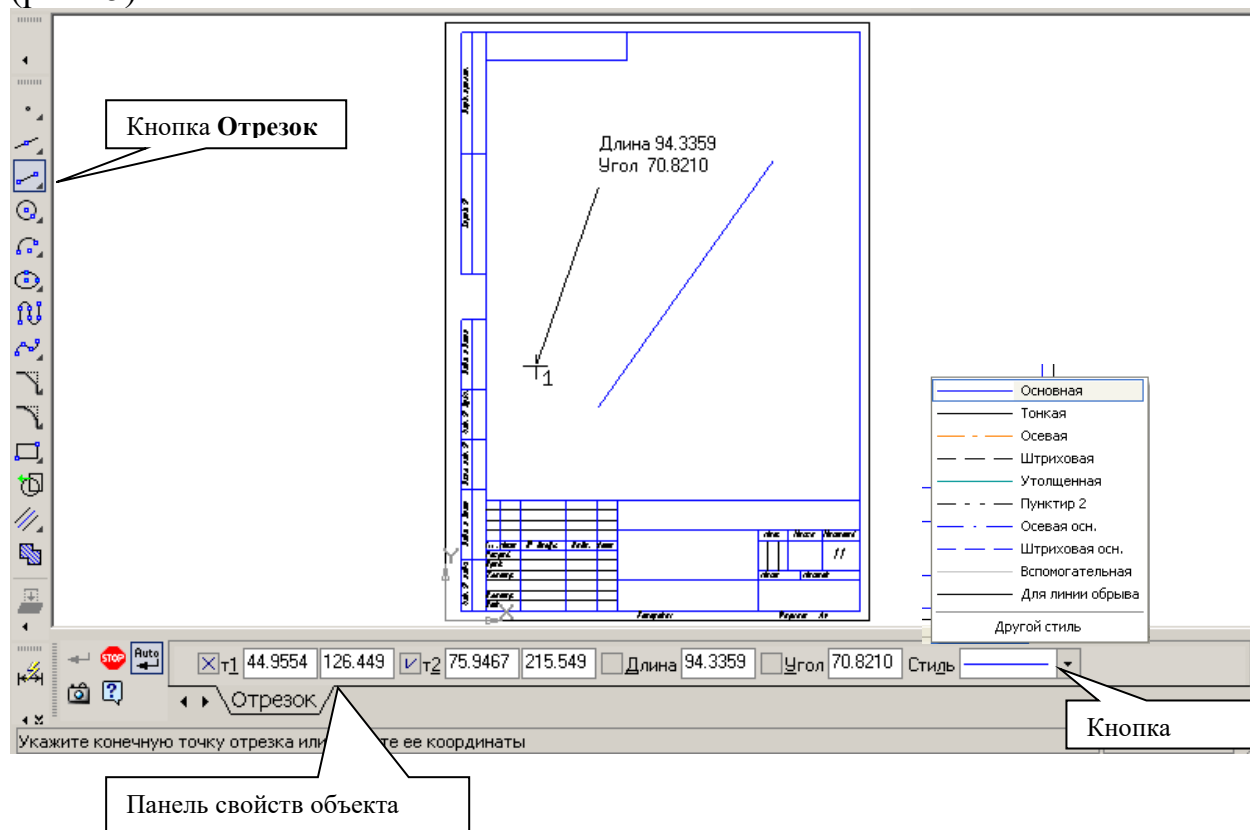 Кнопка Отрезок
Длина 94.3359
Угол 70.8210
1
Основная
Тонкая
Осевая
Штриховая
Утолщенная
Пунктир 2
Осевая осн.
Штриховая осн.
Вспомогательная
Для линии обрыва
Другой стиль
Y
X
STOP Auto т1 44.9554 126.449 т2 75.9467 215.549 Длина 94.3359 Угол 70.8210 Стиль
Отрезок
Кнопка
Укажите конечную точку отрезка или те ее координаты
Панель свойств объекта